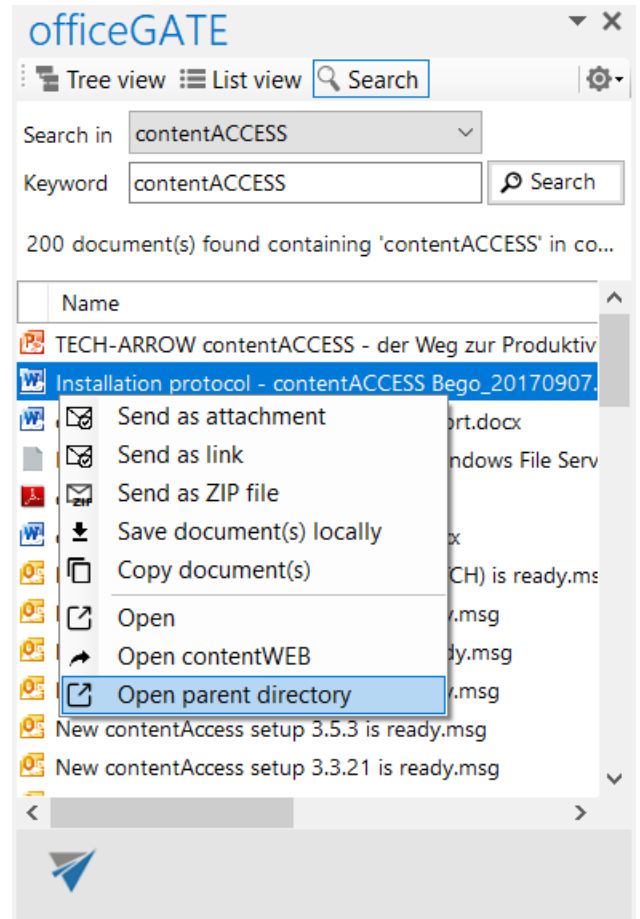 officeGATE
Tree view List view Search
Search in contentACCESS
Keyword contentACCESS Search
200 document(s) found containing 'contentACCESS' in co...
Name
TECH-ARROW contentACCESS - der Weg zur Produktiv
Installation protocol - contentACCESS Bego_20170907.
Send as attachment ort.docx
Send as link ndows File Serv
Send as ZIP file
ZIP
Save document(s) locally x
Copy document(s) CH) is ready.ms
Open y.msg
Open contentWEB dy.msg
Open parent directory y.msg
New contentAccess setup 3.5.3 is ready.msg
New contentAccess setup 3.3.21 is ready.msg